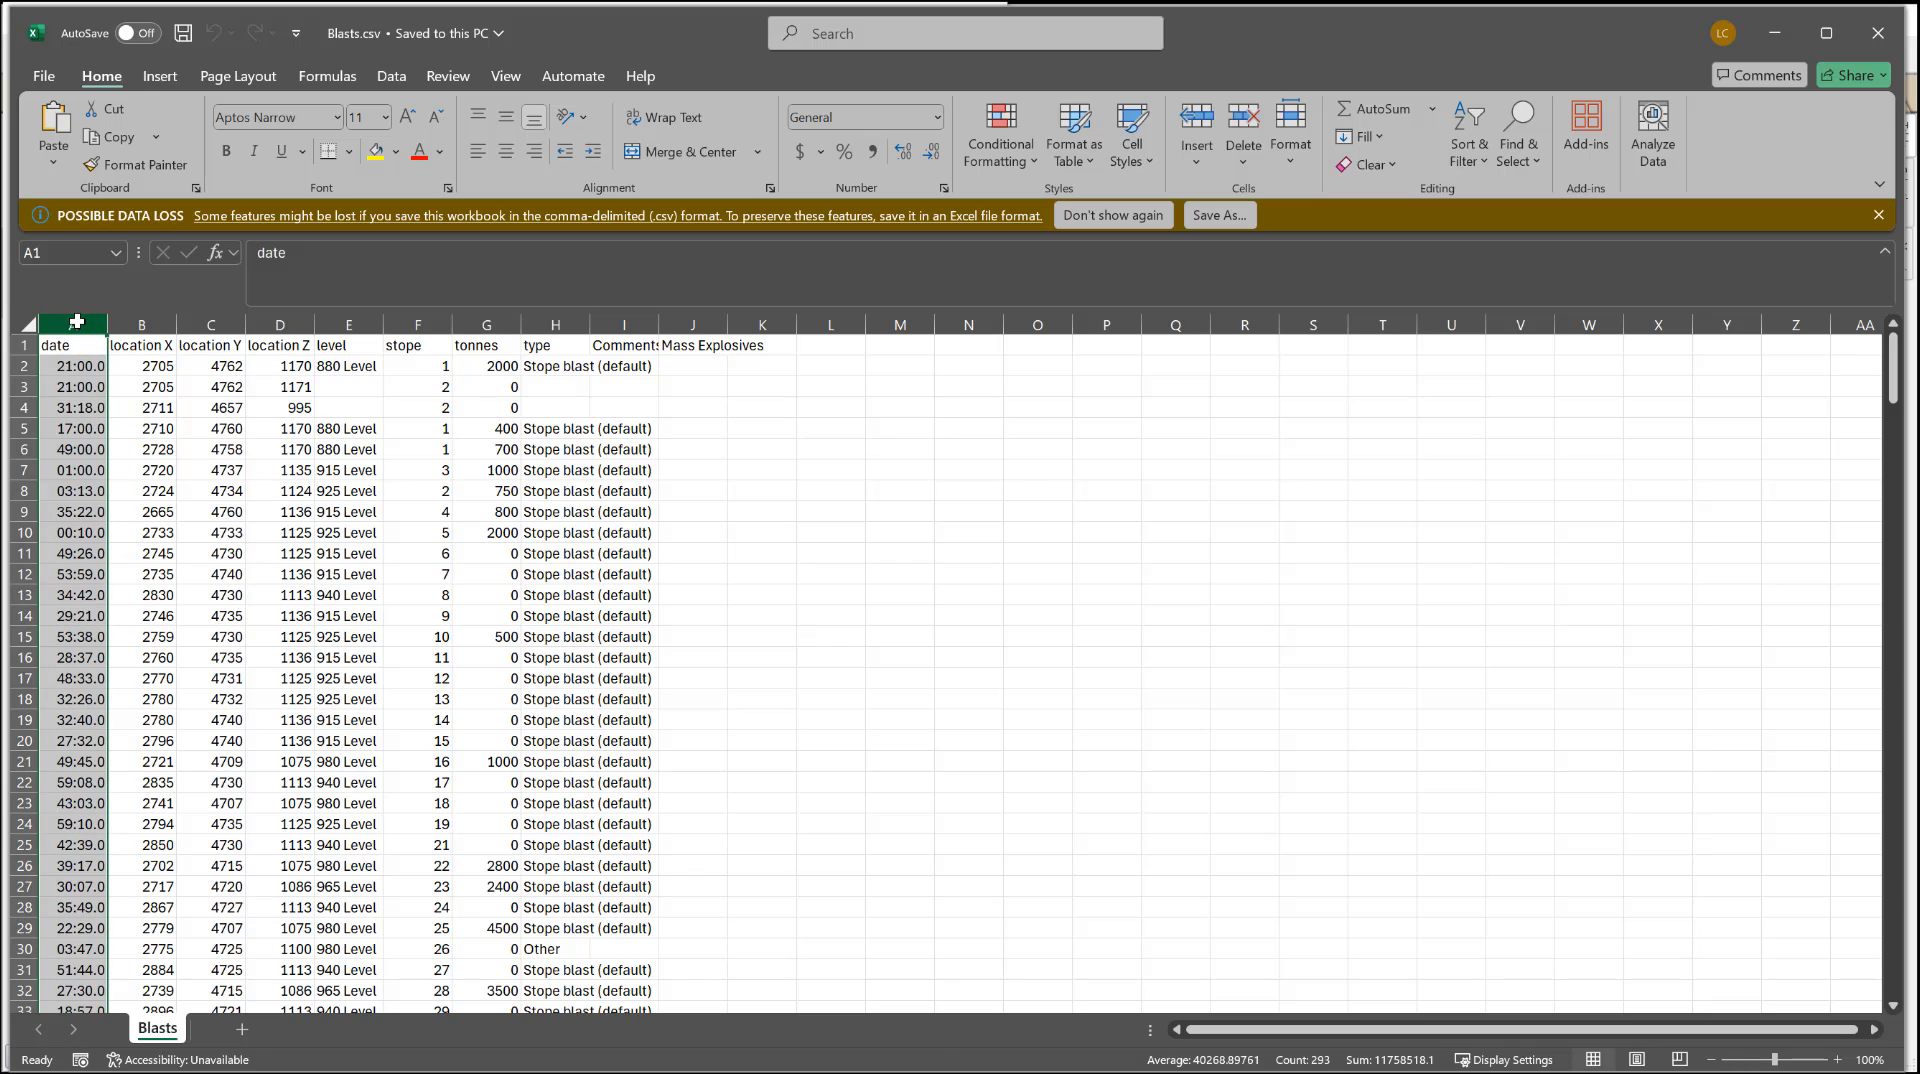 AutoSave Off Blasts.csv • Saved to this PC Search LC
File Home Insert Page Layout Formulas Data Review View Automate Help Comments Share
Paste Cut Copy Format Painter Clipboard
Aptos Narrow 11 B I U A Font
Wrap Text Merge & Center Alignment
General $ % Number
Conditional Formatting Format as Table Cell Styles Styles
Insert Delete Format Cells
AutoSum Fill Clear Sort & Filter Find & Select Editing
Add-ins Add-ins
Analyze Data
POSSIBLE DATA LOSS Some features might be lost if you save this workbook in the comma-delimited (.csv) format. To preserve these features, save it in an Excel file format. Don't show again Save As...
A1 fx date
B C D E F G H I J K L M N O P Q R S T U V W X Y Z AA
1 date location X location Y location Z level stope tonnes type Comments Mass Explosives
2 21:00.0 2705 4762 1170 880 Level 1 2000 Stope blast (default)
3 21:00.0 2705 4762 1171 2 0
4 31:18.0 2711 4657 995 2 0
5 17:00.0 2710 4760 1170 880 Level 1 400 Stope blast (default)
6 49:00.0 2728 4758 1170 880 Level 1 700 Stope blast (default)
7 01:00.0 2720 4737 1135 915 Level 3 1000 Stope blast (default)
8 03:13.0 2724 4734 1124 925 Level 2 750 Stope blast (default)
9 35:22.0 2665 4760 1136 915 Level 4 800 Stope blast (default)
10 00:10.0 2733 4733 1125 925 Level 5 2000 Stope blast (default)
11 49:26.0 2745 4730 1125 915 Level 6 0 Stope blast (default)
12 53:59.0 2735 4740 1136 915 Level 7 0 Stope blast (default)
13 34:42.0 2830 4730 1113 940 Level 8 0 Stope blast (default)
14 29:21.0 2746 4735 1136 915 Level 9 0 Stope blast (default)
15 53:38.0 2759 4730 1125 925 Level 10 500 Stope blast (default)
16 28:37.0 2760 4735 1136 915 Level 11 0 Stope blast (default)
17 48:33.0 2770 4731 1125 925 Level 12 0 Stope blast (default)
18 32:26.0 2780 4732 1125 925 Level 13 0 Stope blast (default)
19 32:40.0 2780 4740 1136 915 Level 14 0 Stope blast (default)
20 27:32.0 2796 4740 1136 915 Level 15 0 Stope blast (default)
21 49:45.0 2721 4709 1075 980 Level 16 1000 Stope blast (default)
22 59:08.0 2835 4730 1113 940 Level 17 0 Stope blast (default)
23 43:03.0 2741 4707 1075 980 Level 18 0 Stope blast (default)
24 59:10.0 2794 4735 1125 925 Level 19 0 Stope blast (default)
25 42:39.0 2850 4730 1113 940 Level 21 0 Stope blast (default)
26 39:17.0 2702 4715 1075 980 Level 22 2800 Stope blast (default)
27 30:07.0 2717 4720 1086 965 Level 23 2400 Stope blast (default)
28 35:49.0 2867 4727 1113 940 Level 24 0 Stope blast (default)
29 22:29.0 2779 4707 1075 980 Level 25 4500 Stope blast (default)
30 03:47.0 2775 4725 1100 980 Level 26 0 Other
31 51:44.0 2884 4725 1113 940 Level 27 0 Stope blast (default)
32 27:30.0 2739 4715 1086 965 Level 28 3500 Stope blast (default)
33 18:57.0 2896 4721 1113 940 Level 29 0 Stope blast (default)
Blasts
Ready Accessibility: Unavailable Average: 40268.89761 Count: 293 Sum: 11758518.1 Display Settings 100%